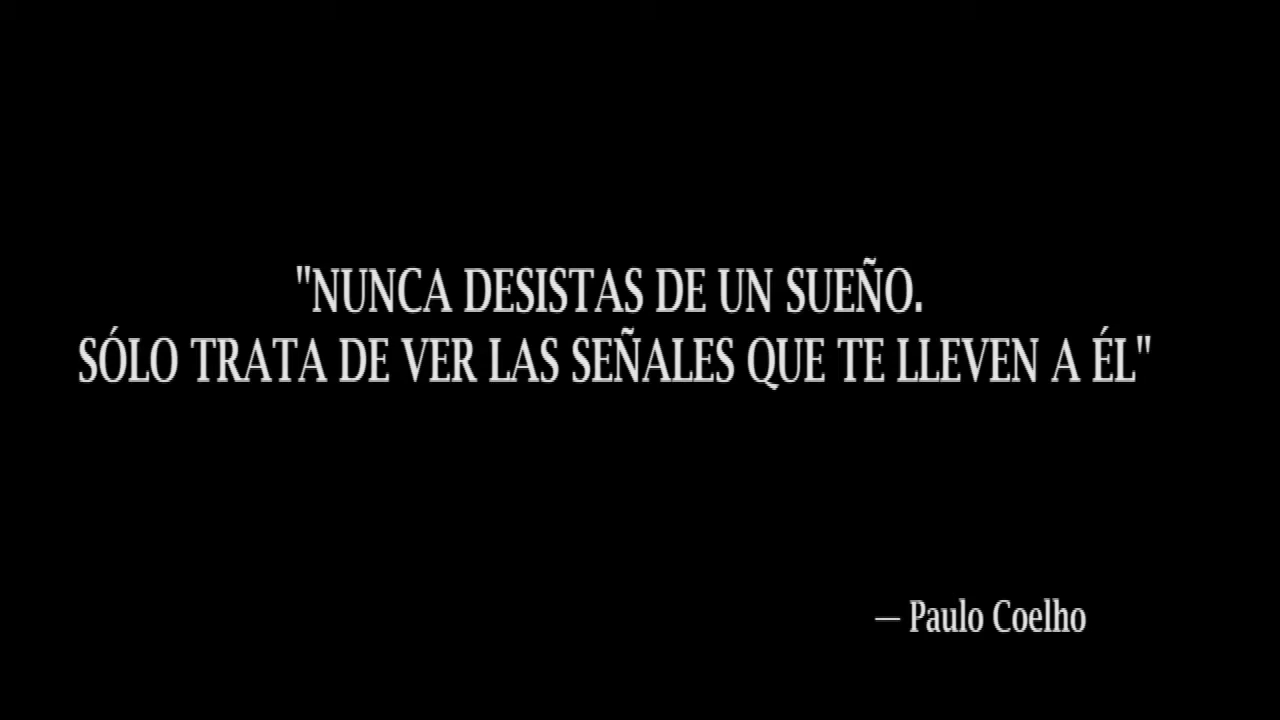 "NUNCA DESISTAS DE UN SUEÑO.
SÓLO TRATA DE VER LAS SEÑALES QUE TE LLEVEN A ÉL"
— Paulo Coelho